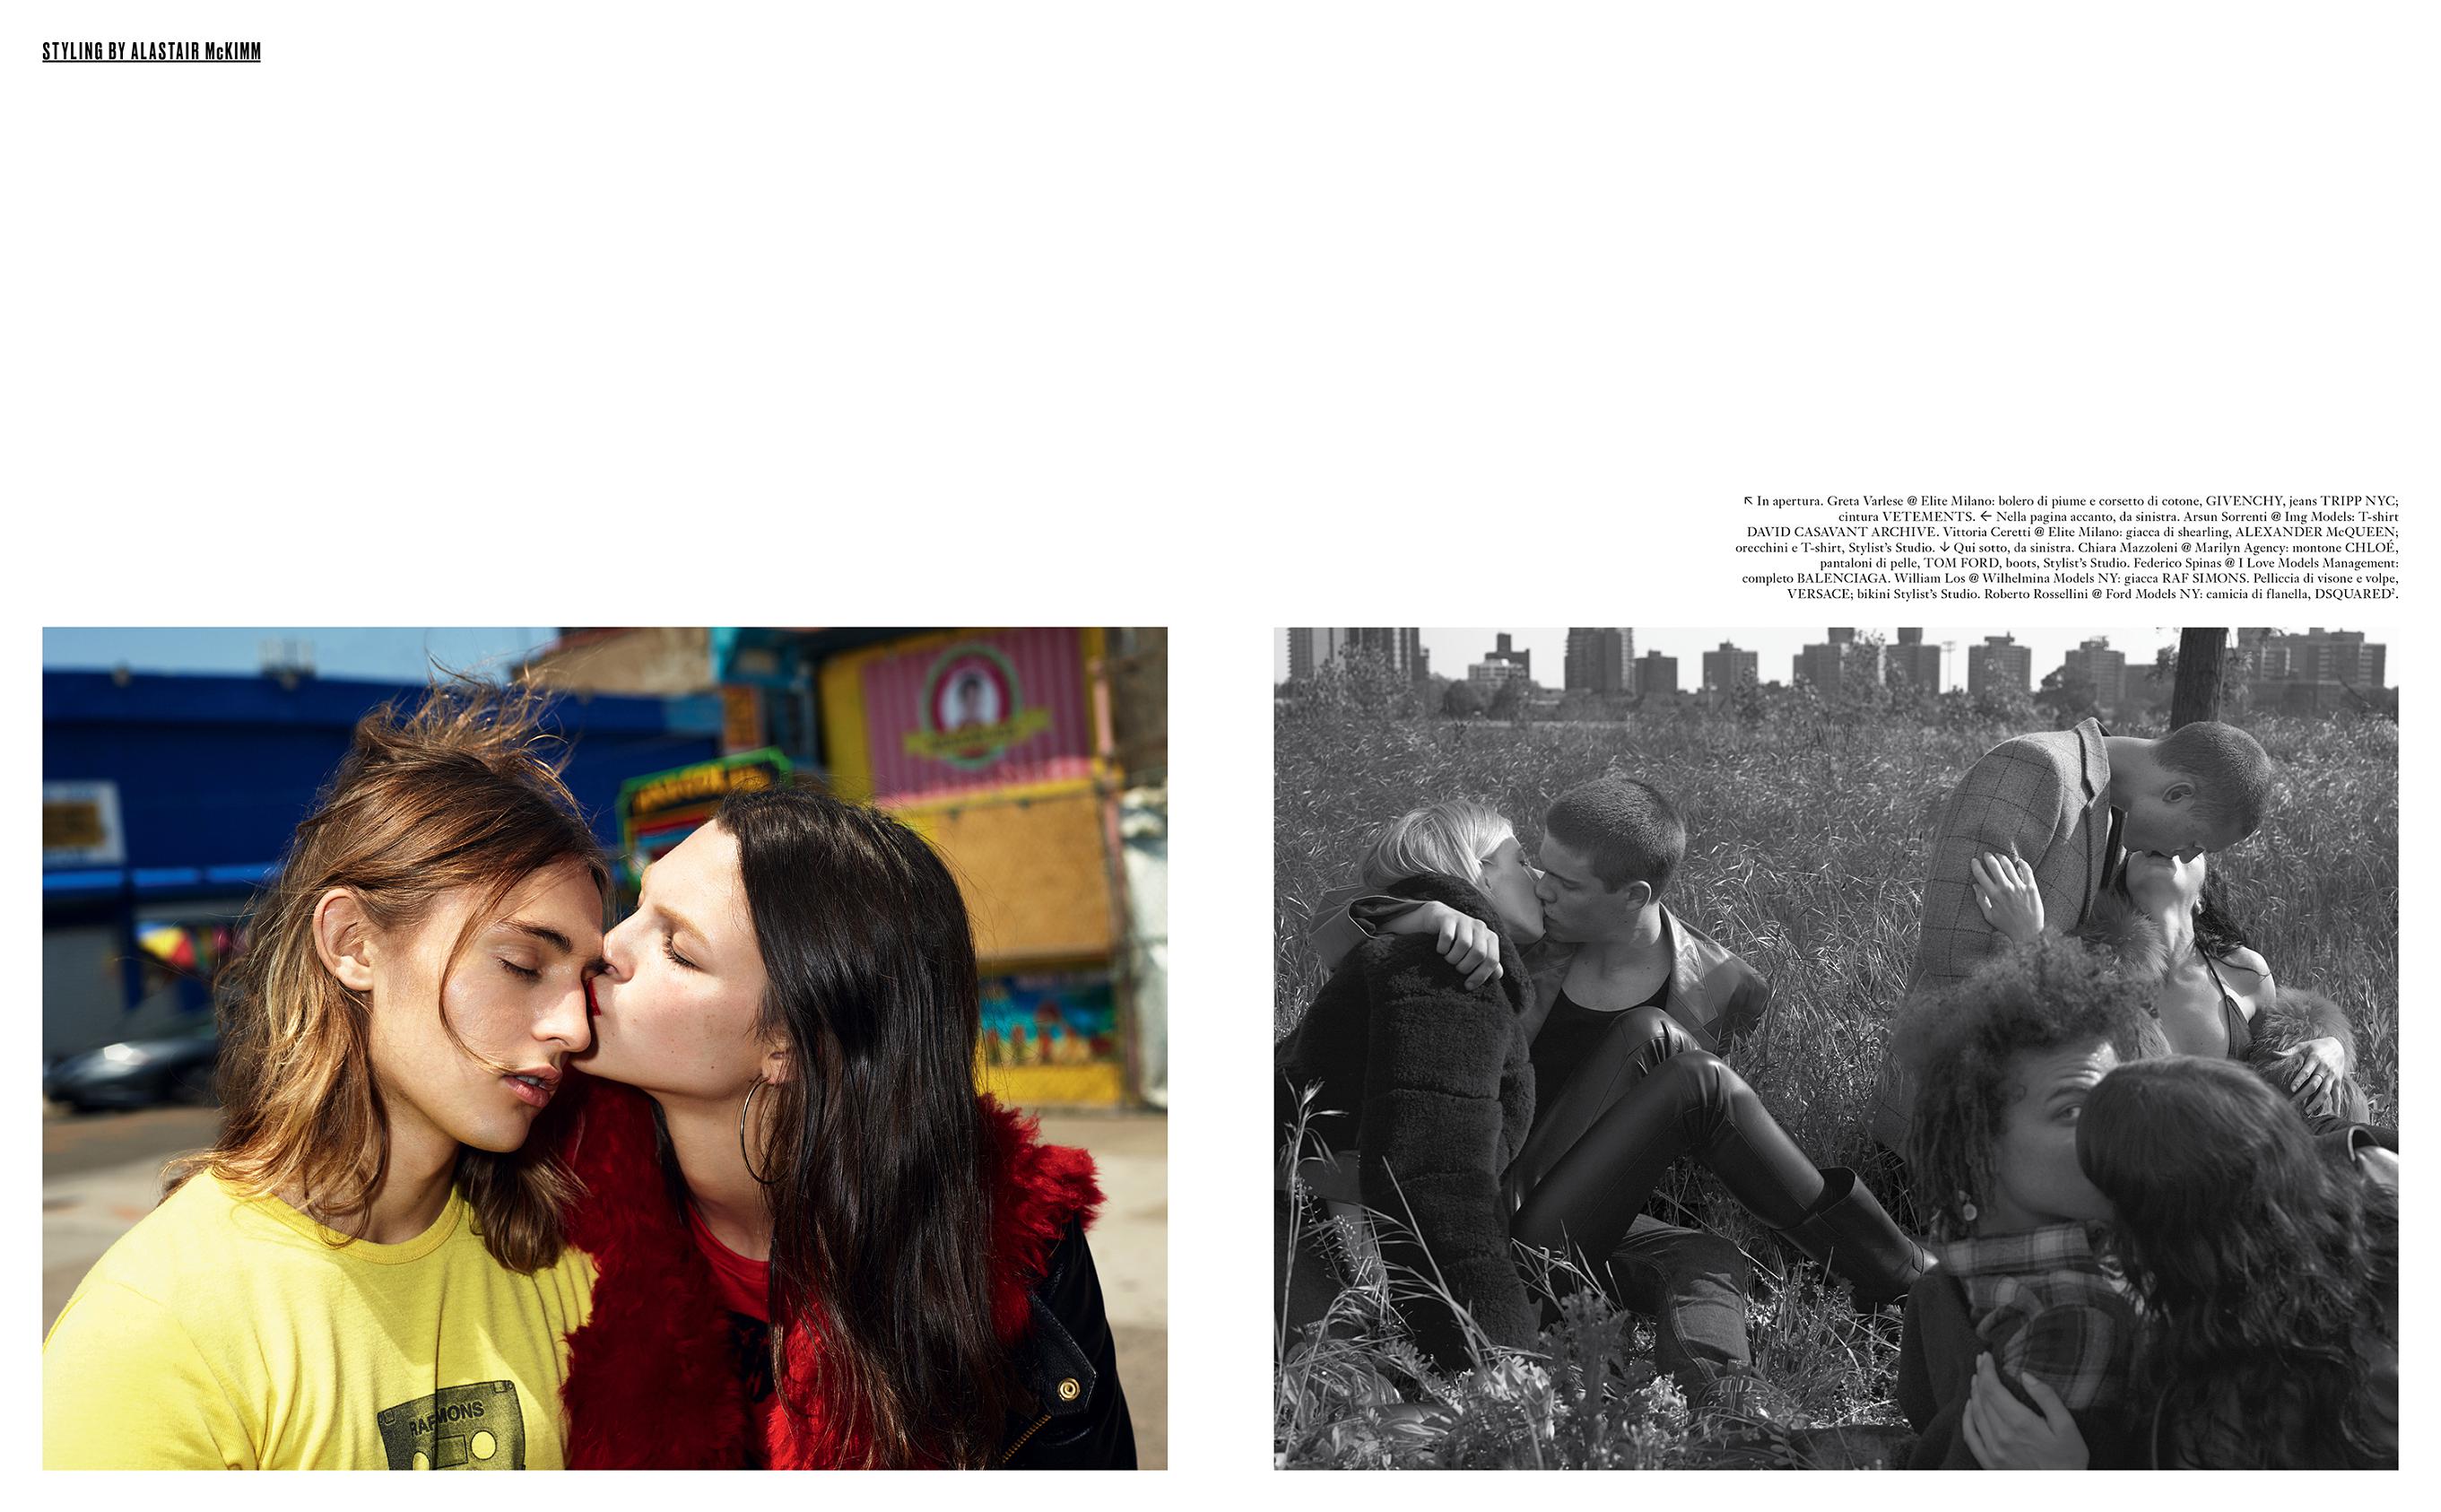 STYLING BY ALASTAIR McKIMM
↖ In apertura. Greta Varlese @ Elite Milano: bolero di piume e corsetto di cotone, GIVENCHY, jeans TRIPP NYC;
cintura VETEMENTS. ← Nella pagina accanto, da sinistra. Arsun Sorrenti @ Img Models: T-shirt
DAVID CASAVANT ARCHIVE. Vittoria Ceretti @ Elite Milano: giacca di shearling, ALEXANDER McQUEEN;
orecchini e T-shirt, Stylist’s Studio. ↓ Qui sotto, da sinistra. Chiara Mazzoleni @ Marilyn Agency: montone CHLOÉ,
pantaloni di pelle, TOM FORD, boots, Stylist’s Studio. Federico Spinas @ I Love Models Management:
completo BALENCIAGA. William Los @ Wilhelmina Models NY: giacca RAF SIMONS. Pelliccia di visone e volpe,
VERSACE; bikini Stylist’s Studio. Roberto Rossellini @ Ford Models NY: camicia di flanella, DSQUARED².